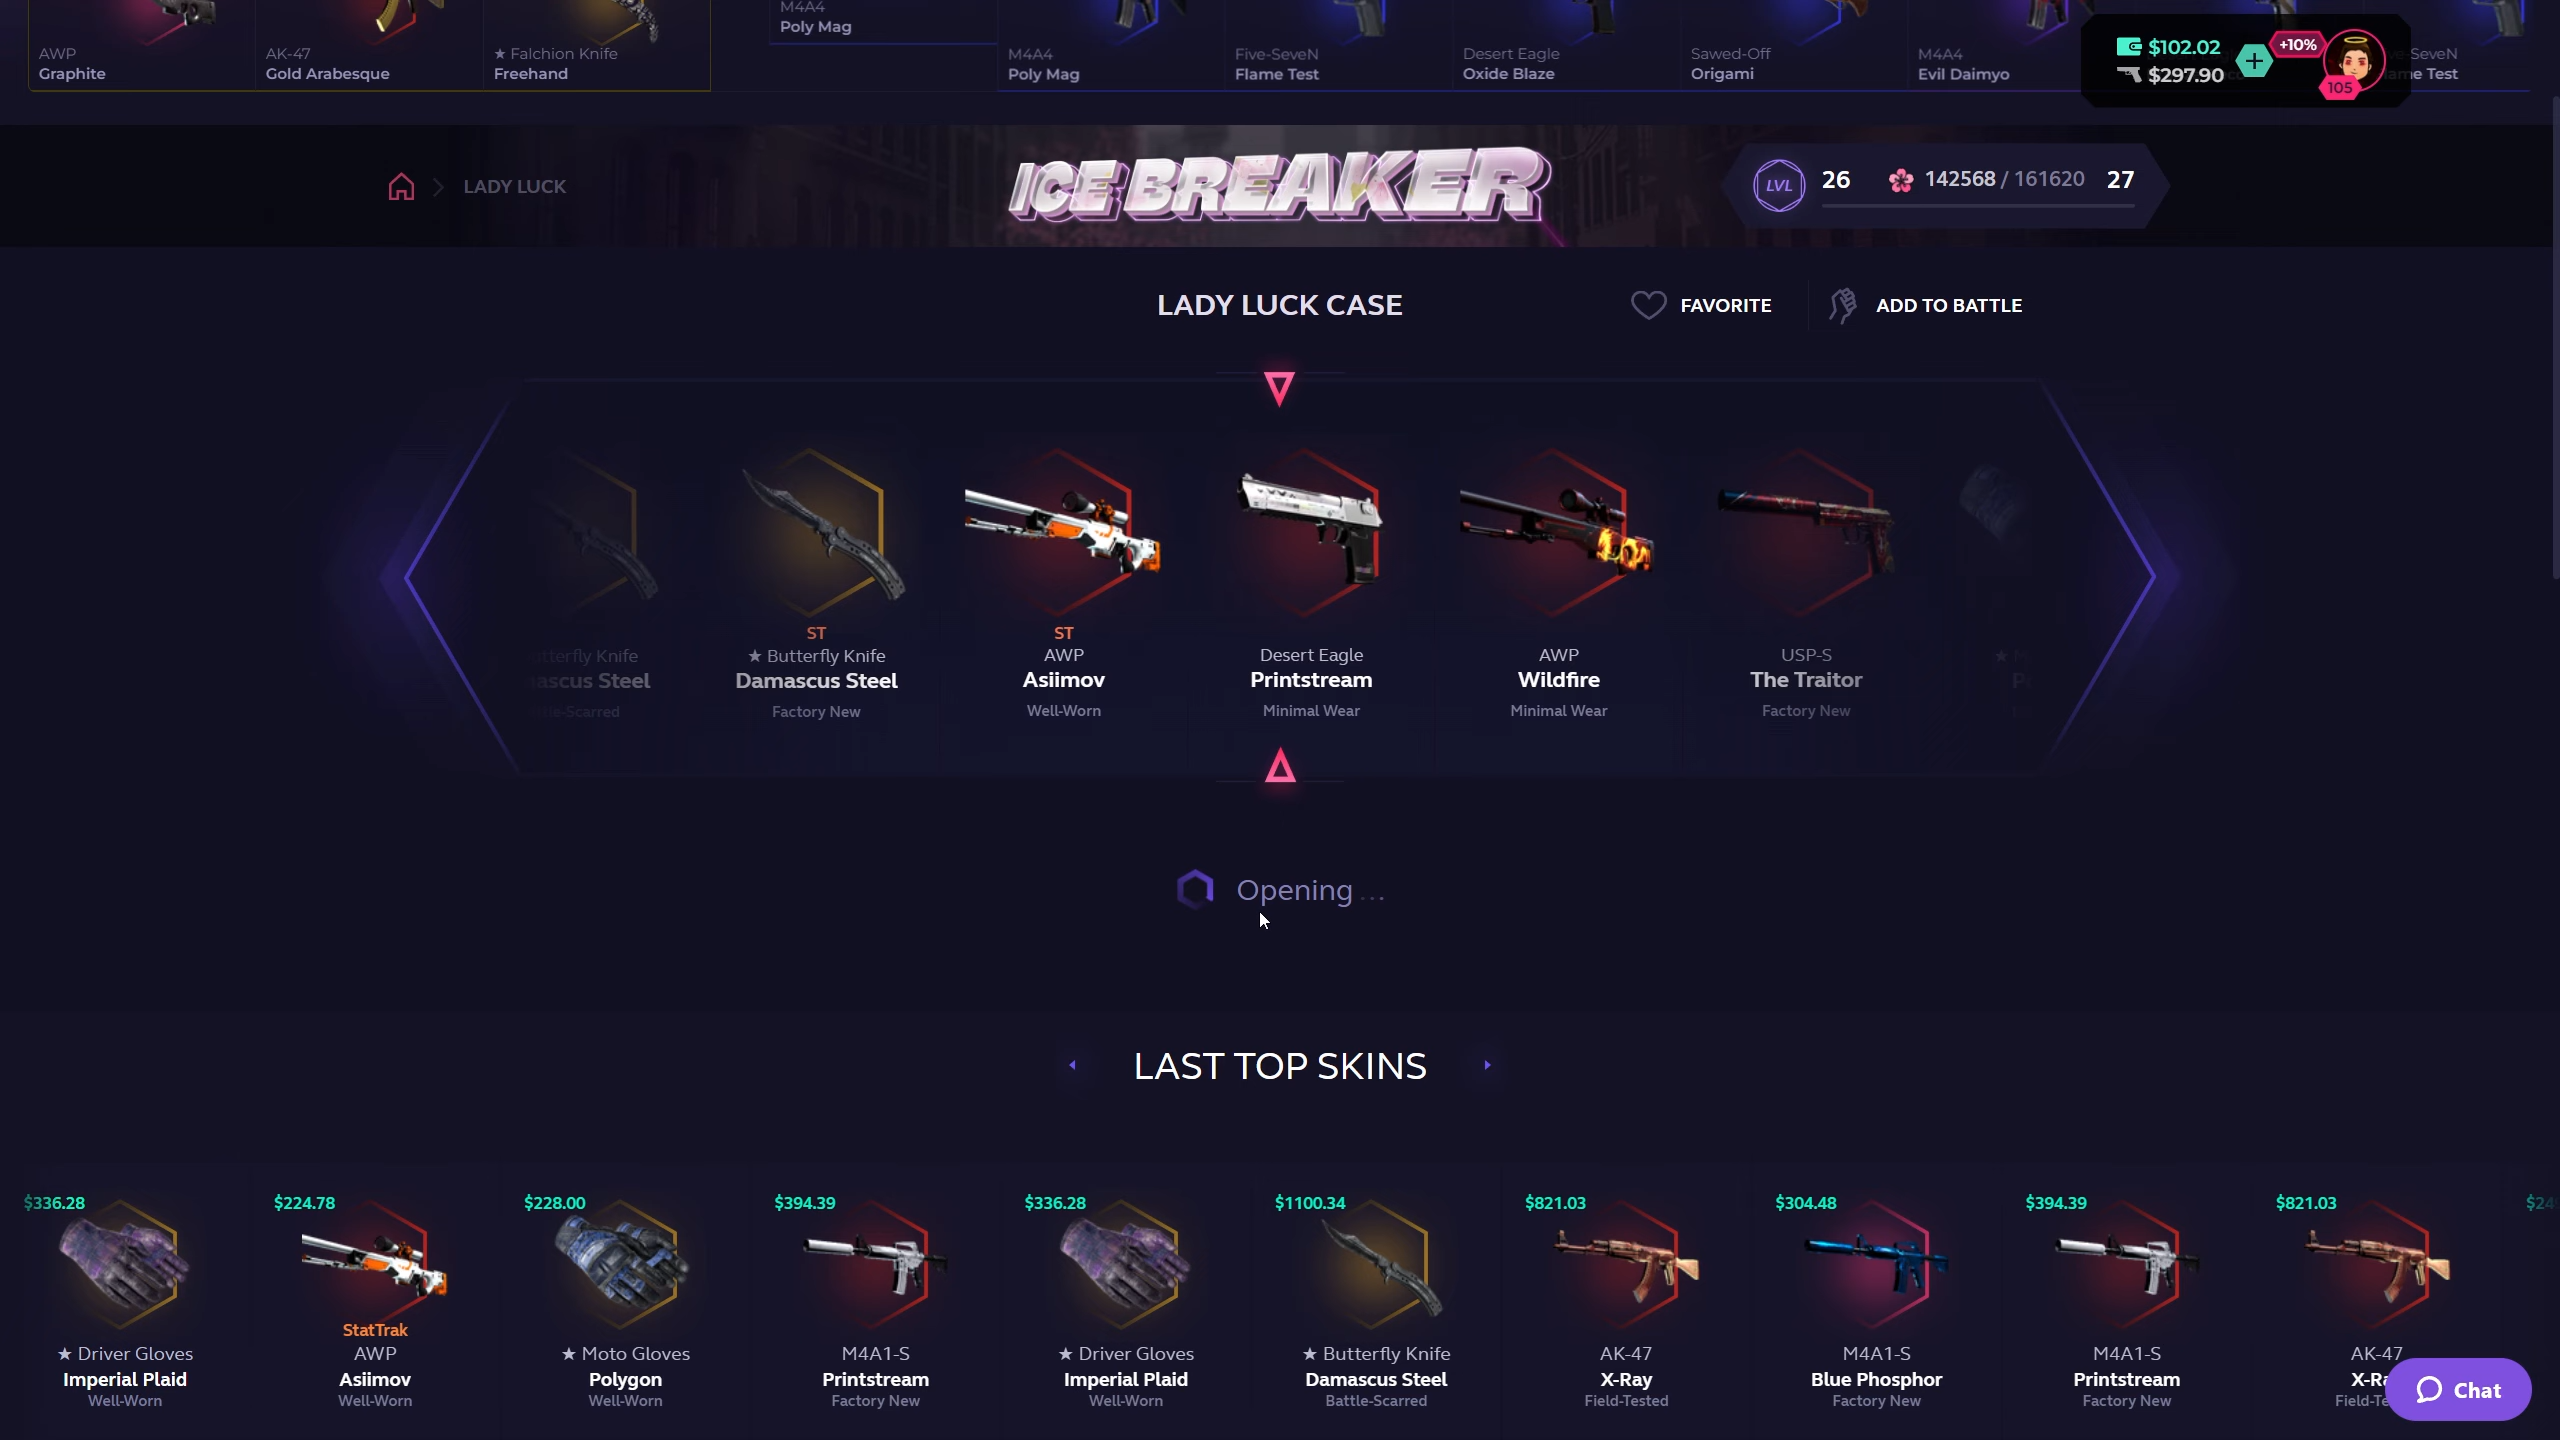 M4A4
Poly Mag
AWP
Graphite
AK-47
Gold Arabesque
★ Falchion Knife
Freehand
M4A4
Poly Mag
Five-SeveN
Flame Test
Desert Eagle
Oxide Blaze
Sawed-Off
Origami
M4A4
Evil Daimyo
$102.02
$297.90
+10%
105
LADY LUCK
ICE BREAKER
LVL
26
142568 / 161620
27
LADY LUCK CASE
FAVORITE
ADD TO BATTLE
ST
★ Butterfly Knife
Damascus Steel
Factory New
ST
AWP
Asiimov
Well-Worn
Desert Eagle
Printstream
Minimal Wear
AWP
Wildfire
Minimal Wear
USP-S
The Traitor
Factory New
Opening ...
LAST TOP SKINS
$336.28
★ Driver Gloves
Imperial Plaid
Well-Worn
$224.78
StatTrak
AWP
Asiimov
Well-Worn
$228.00
★ Moto Gloves
Polygon
Well-Worn
$394.39
M4A1-S
Printstream
Factory New
$336.28
★ Driver Gloves
Imperial Plaid
Well-Worn
$1100.34
★ Butterfly Knife
Damascus Steel
Battle-Scarred
$821.03
AK-47
X-Ray
Field-Tested
$304.48
M4A1-S
Blue Phosphor
Factory New
$394.39
M4A1-S
Printstream
Factory New
$821.03
AK-47
Chat